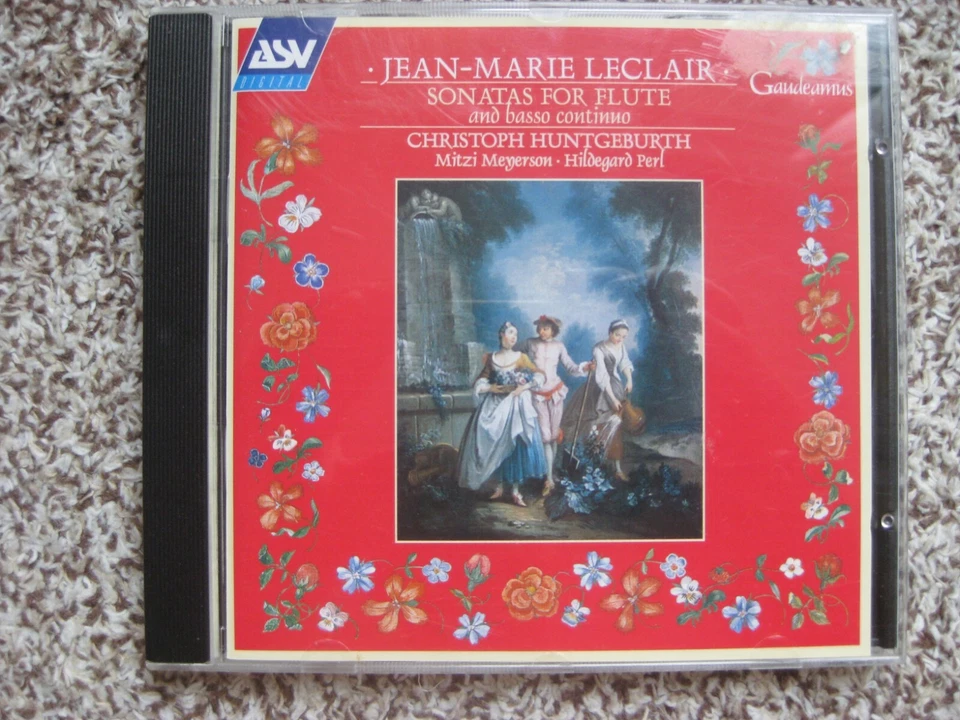 ASV
DIGITAL
· JEAN-MARIE LECLAIR ·
Gaudeamus
SONATAS FOR FLUTE
and basso continuo
CHRISTOPH HUNTGEBURTH
Mitzi Meyerson · Hildegard Perl